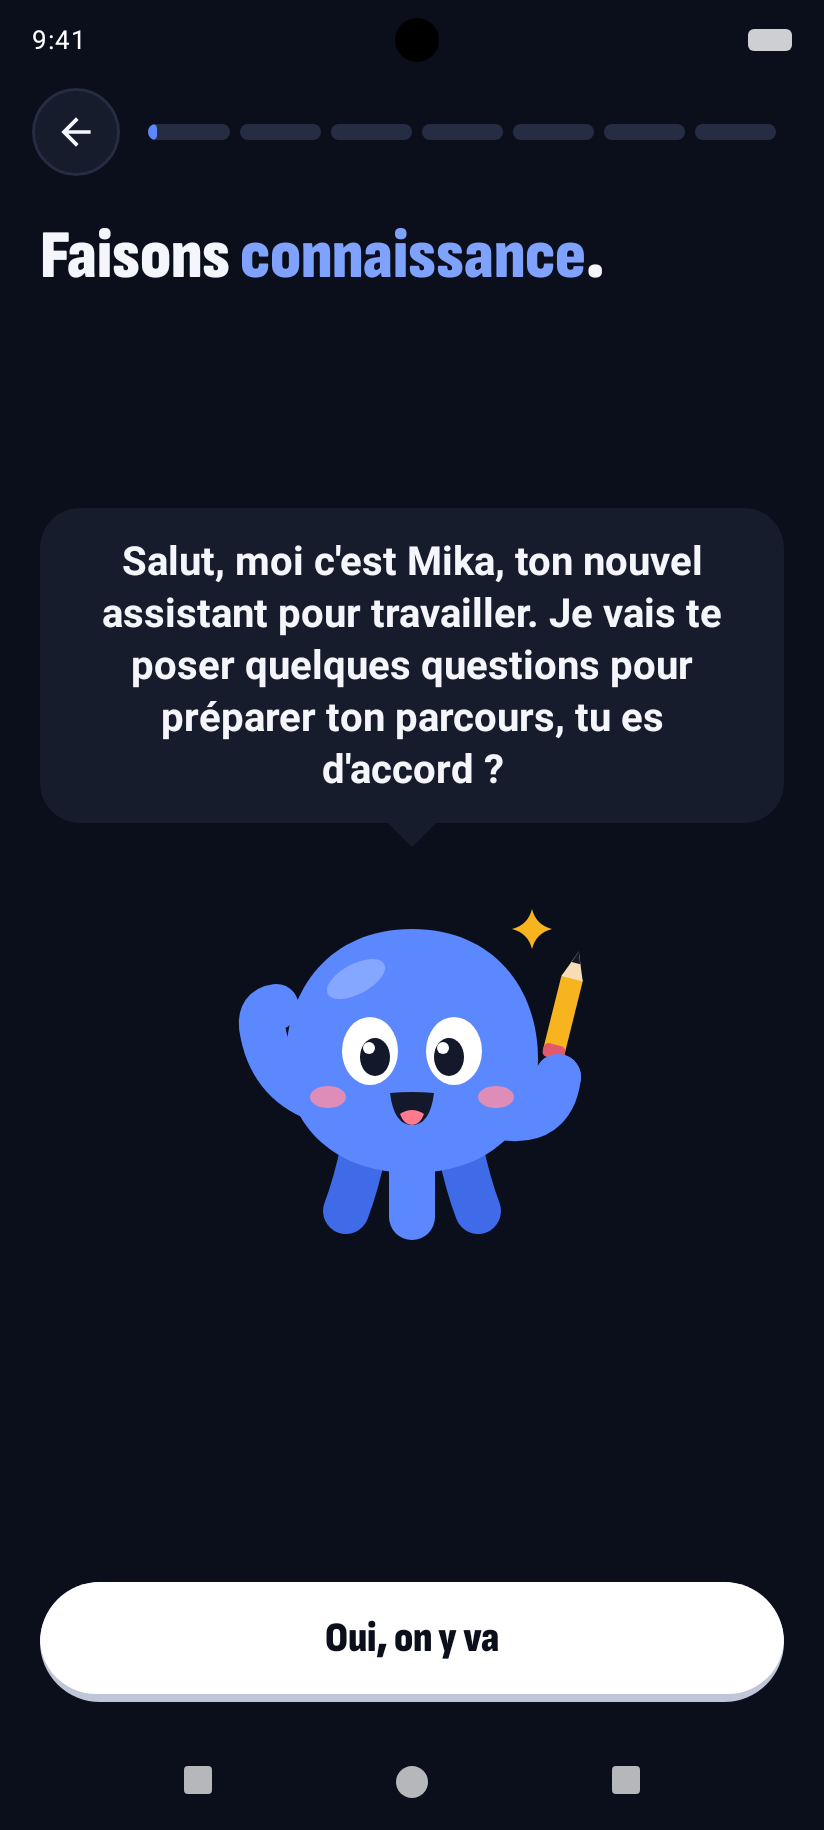 9:41
Faisons connaissance.
Salut, moi c'est Mika, ton nouvel
assistant pour travailler. Je vais te
poser quelques questions pour
préparer ton parcours, tu es
d'accord ?
Oui, on y va